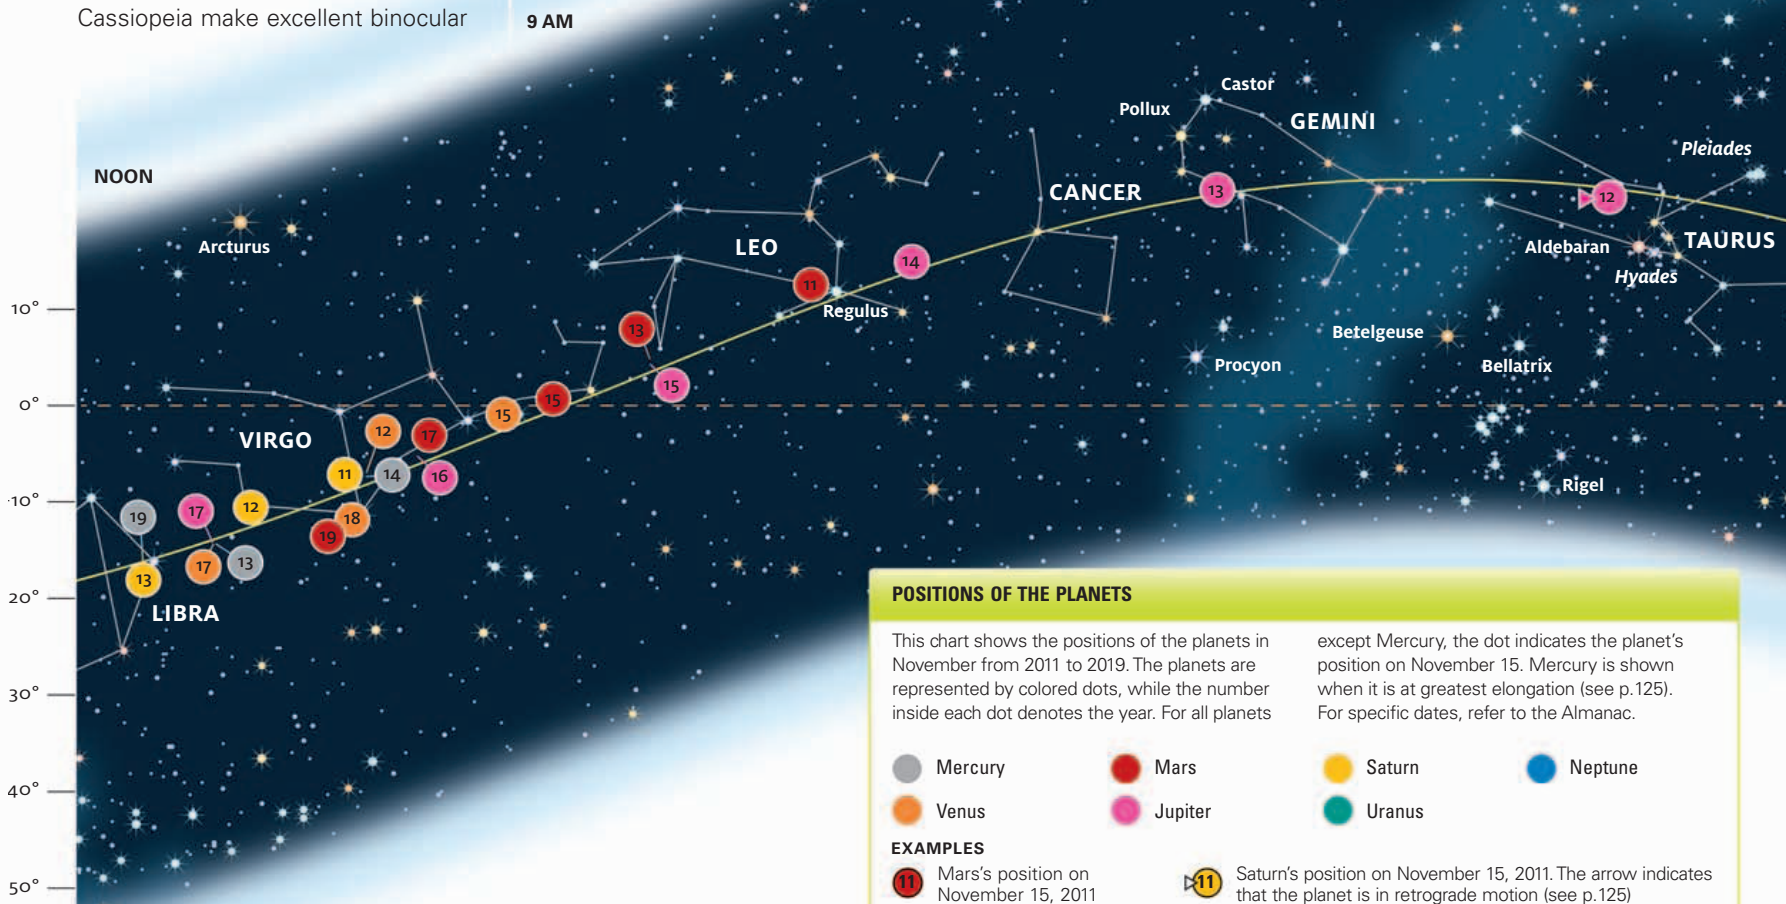 Cassiopeia make excellent binocular
9 AM
NOON
Castor
Pollux
GEMINI
Pleiades
CANCER
13
12
Arcturus
LEO
Aldebaran
TAURUS
Hyades
14
11
Regulus
10°
13
Betelgeuse
Procyon
Bellatrix
15
0°
15
15
VIRGO
12
17
11
14
16
Rigel
-10°
19
17
12
18
19
13
17
13
20°
LIBRA
30°
40°
50°
POSITIONS OF THE PLANETS
This chart shows the positions of the planets in
November from 2011 to 2019. The planets are
represented by colored dots, while the number
inside each dot denotes the year. For all planets
except Mercury, the dot indicates the planet's
position on November 15. Mercury is shown
when it is at greatest elongation (see p.125).
For specific dates, refer to the Almanac.
Mercury
Mars
Saturn
Neptune
Venus
Jupiter
Uranus
EXAMPLES
11
Mars's position on
November 15, 2011
11
Saturn's position on November 15, 2011. The arrow indicates
that the planet is in retrograde motion (see p.125)